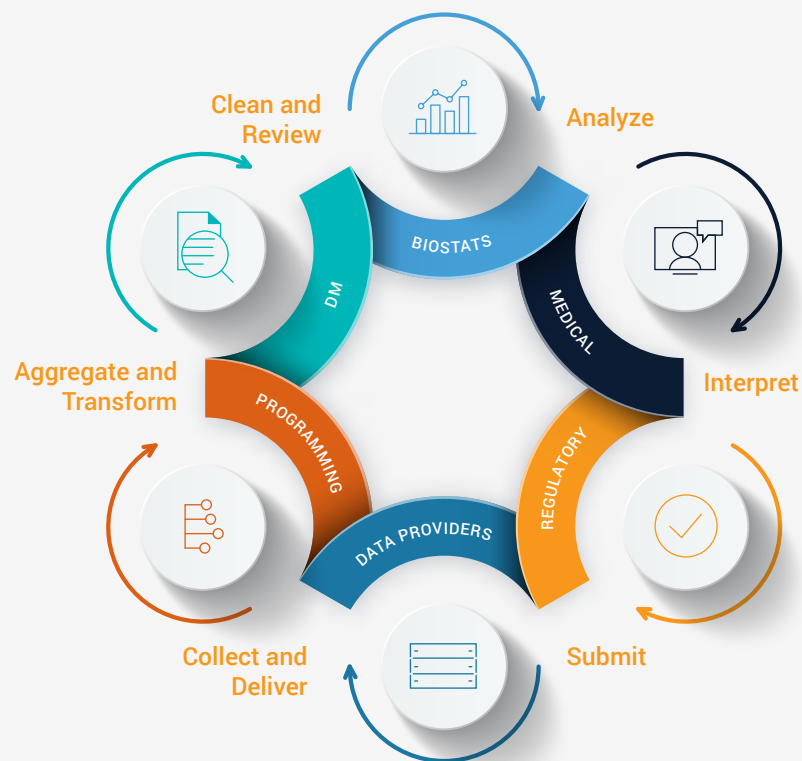 Clean and
Review
Analyze
BIOSTATS
DM
MEDICAL
Aggregate and
Transform
Interpret
PROGRAMMING
REGULATORY
DATA PROVIDERS
Collect and
Deliver
Submit